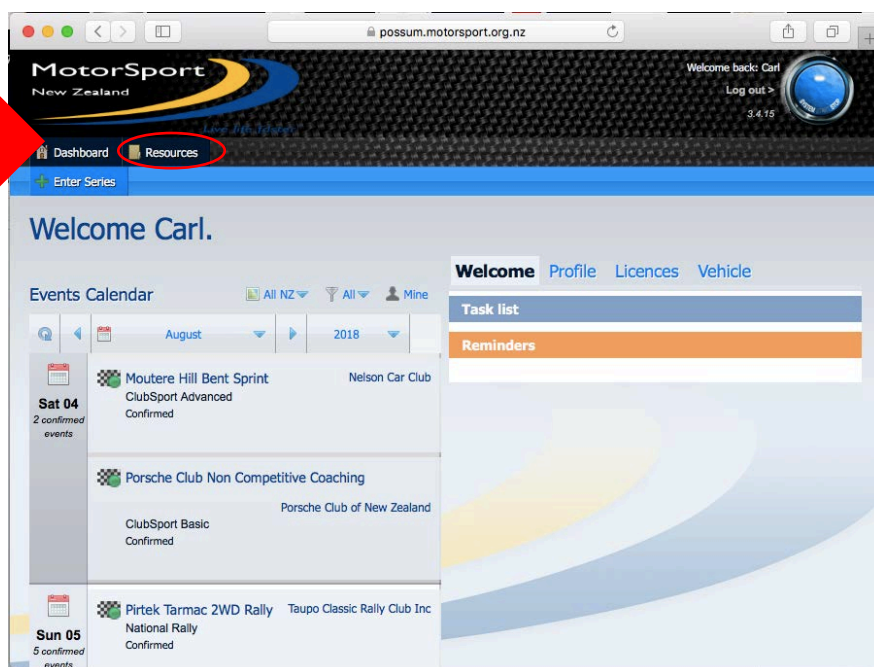 possum.motorsport.org.nz
MotorSport
New Zealand
Welcome back: Carl
Log out >
3.4.15
Dashboard
Resources
Enter Series
Welcome Carl.
Welcome Profile Licences Vehicle
Events Calendar
All NZ
All
Mine
Task list
August
2018
Reminders
Sat 04
2 confirmed
events
Moutere Hill Bent Sprint
Nelson Car Club
ClubSport Advanced
Confirmed
Porsche Club Non Competitive Coaching
Porsche Club of New Zealand
ClubSport Basic
Confirmed
Sun 05
5 confirmed
events
Pirtek Tarmac 2WD Rally
Taupo Classic Rally Club Inc
National Rally
Confirmed